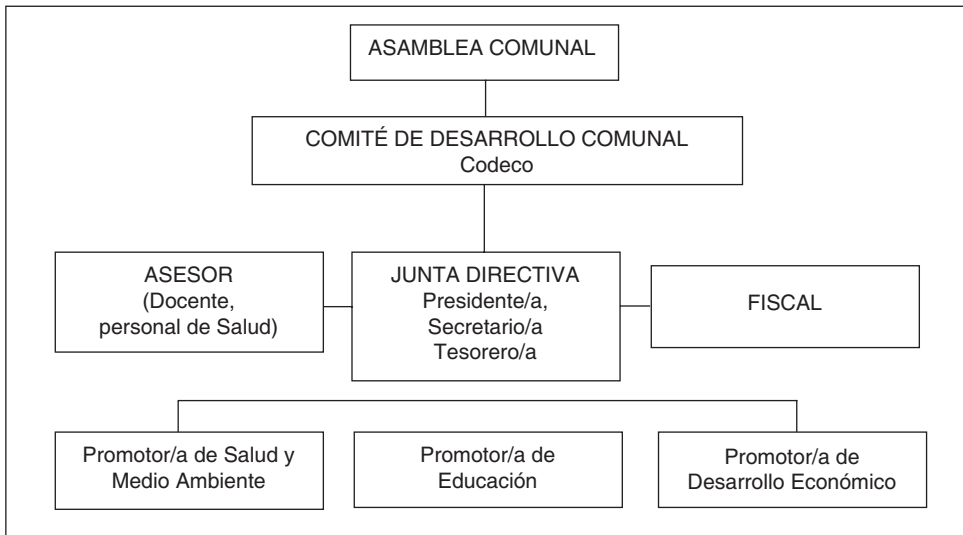 ASAMBLEA COMUNAL
COMITÉ DE DESARROLLO COMUNAL
Codeco
ASESOR
(Docente,
personal de Salud)
JUNTA DIRECTIVA
Presidente/a,
Secretario/a
Tesorero/a
FISCAL
Promotor/a de Salud y
Medio Ambiente
Promotor/a de
Educación
Promotor/a de
Desarrollo Económico